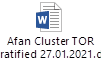 Afan Cluster TOR
ratified 27.01.2021.c